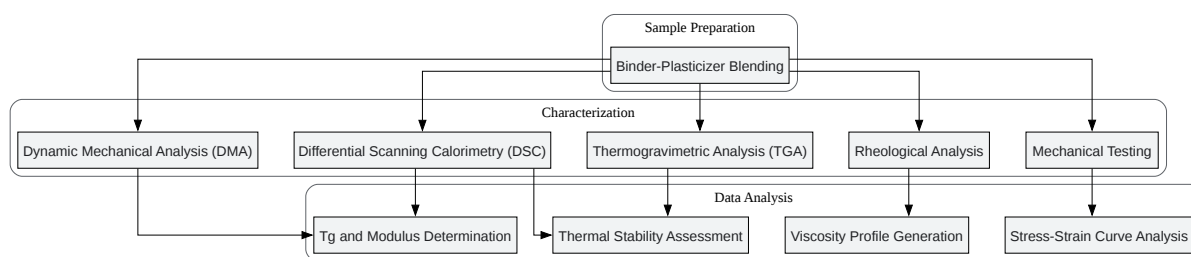 Sample Preparation
Binder-Plasticizer Blending
Characterization
Dynamic Mechanical Analysis (DMA)
Differential Scanning Calorimetry (DSC)
Thermogravimetric Analysis (TGA)
Rheological Analysis
Mechanical Testing
Data Analysis
Tg and Modulus Determination
Thermal Stability Assessment
Viscosity Profile Generation
Stress-Strain Curve Analysis